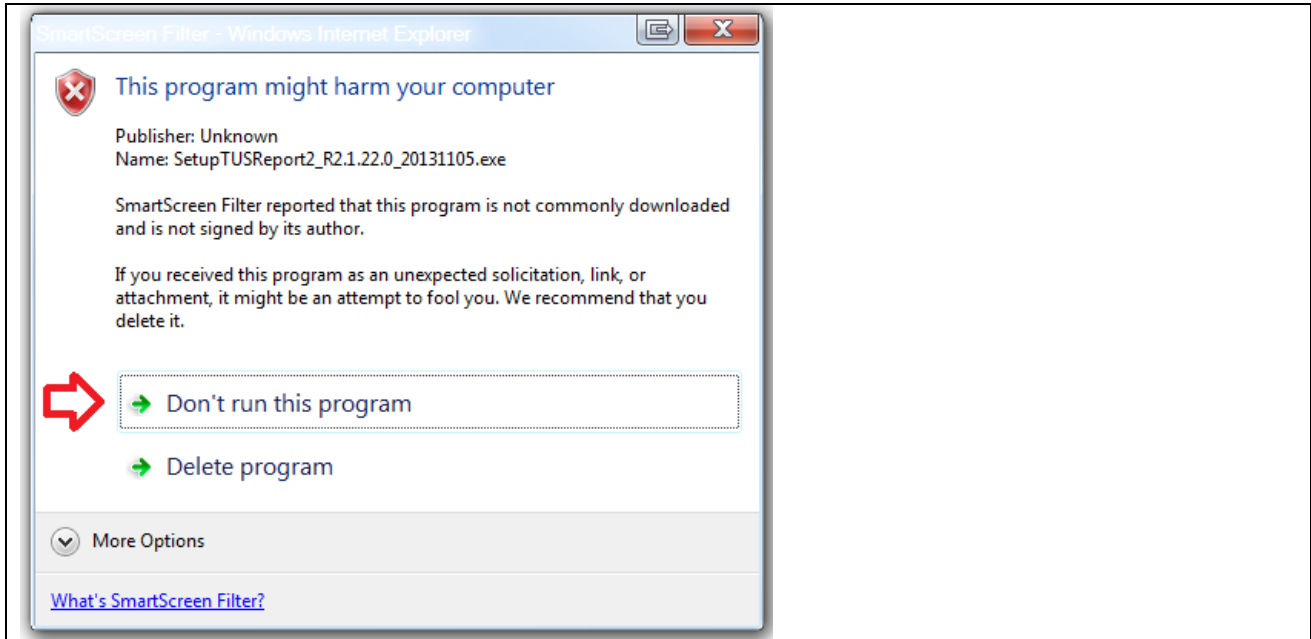 SmartScreen Filter - Windows Internet Explorer
This program might harm your computer
Publisher: Unknown
Name: SetupTUSReport2_R2.1.22.0_20131105.exe
SmartScreen Filter reported that this program is not commonly downloaded
and is not signed by its author.
If you received this program as an unexpected solicitation, link, or
attachment, it might be an attempt to fool you. We recommend that you
delete it.
Don't run this program
Delete program
More Options
What's SmartScreen Filter?